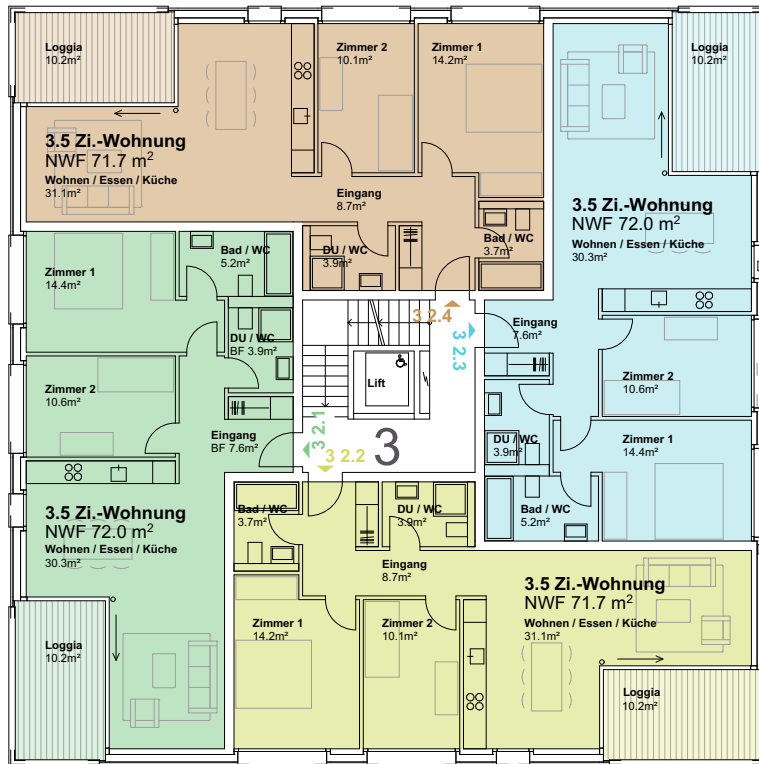 Loggia
10.2m²
3.5 Zi.-Wohnung
NWF 71.7 m²
Wohnen / Essen / Küche
31.1m²
Zimmer 2
10.1m²
Zimmer 1
14.2m²
Eingang
8.7m²
DU / WC
3.9m²
Bad / WC
3.7m²
Loggia
10.2m²
3.5 Zi.-Wohnung
NWF 72.0 m²
Wohnen / Essen / Küche
30.3m²
Eingang
7.6m²
Zimmer 2
10.6m²
DU / WC
3.9m²
Zimmer 1
14.4m²
Bad / WC
5.2m²
Zimmer 1
14.4m²
Bad / WC
5.2m²
DU / WC
BF 3.9m²
Zimmer 2
10.6m²
Eingang
BF 7.6m²
3.5 Zi.-Wohnung
NWF 72.0 m²
Wohnen / Essen / Küche
30.3m²
Loggia
10.2m²
3 2.4
3 2.3
Lift
3 2.1
3 2.2
3
Bad / WC
3.7m²
DU / WC
3.9m²
Eingang
8.7m²
Zimmer 1
14.2m²
Zimmer 2
10.1m²
3.5 Zi.-Wohnung
NWF 71.7 m²
Wohnen / Essen / Küche
31.1m²
Loggia
10.2m²